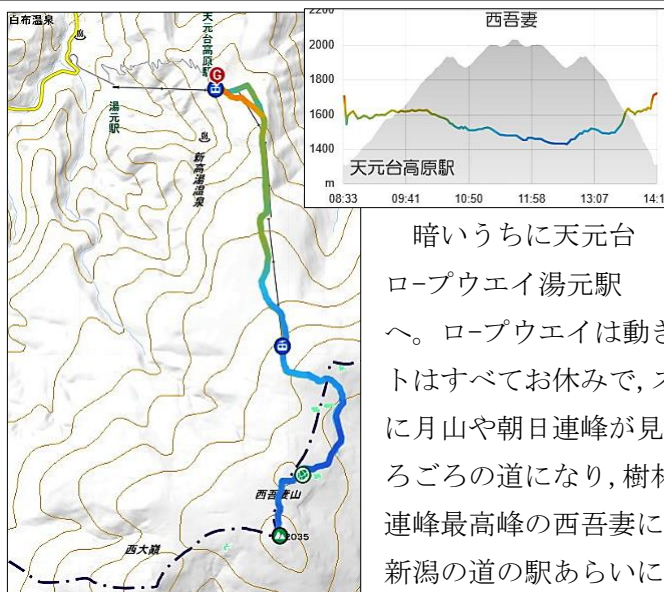 白布温泉
天元台高原駅
G
湯元駅
新高湯温泉
西吾妻山
2035
西大巓
2200
西吾妻
2000
1800
1600
1400
m
天元台高原駅
08:33 09:41 10:50 11:58 13:07 14:1
暗いうちに天元台
ロープウエイ湯元駅
へ。ロープウエイは動き
トはすべてお休みで,ス
に月山や朝日連峰が見
ろごろの道になり,樹林
連峰最高峰の西吾妻に
新潟の道の駅あらいに